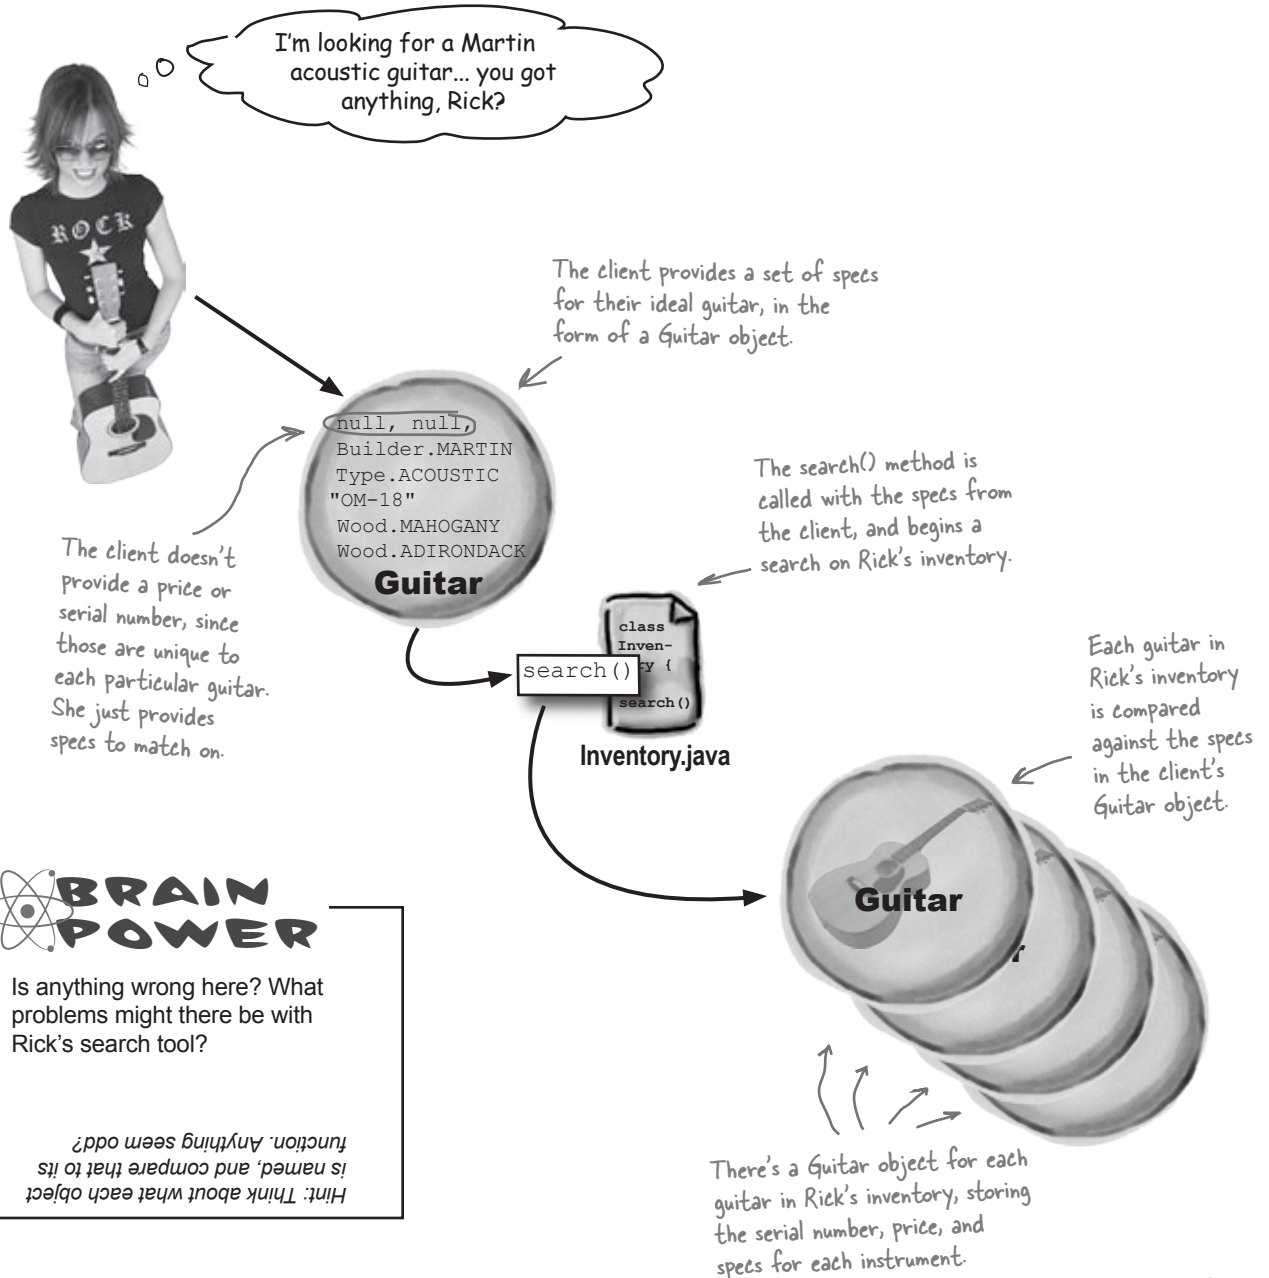 I'm looking for a Martin
acoustic guitar... you got
anything, Rick?
ROCK
The client provides a set of specs
for their ideal guitar, in the
form of a Guitar object.
null, null,
Builder.MARTIN
Type.ACOUSTIC
"OM-18"
Wood.MAHOGANY
Wood.ADIRONDACK
Guitar
The client doesn't
provide a price or
serial number, since
those are unique to
each particular guitar.
She just provides
specs to match on.
The search() method is
called with the specs from
the client, and begins a
search on Rick's inventory.
class
Inven-
ry {
search()
search()
Inventory.java
Each guitar in
Rick's inventory
is compared
against the specs
in the client's
Guitar object.
Guitar
r
BRAIN
POWER
Is anything wrong here? What
problems might there be with
Rick's search tool?
Hint: Think about what each object
is named, and compare that to its
function. Anything seem odd?
There's a Guitar object for each
guitar in Rick's inventory, storing
the serial number, price, and
specs for each instrument.